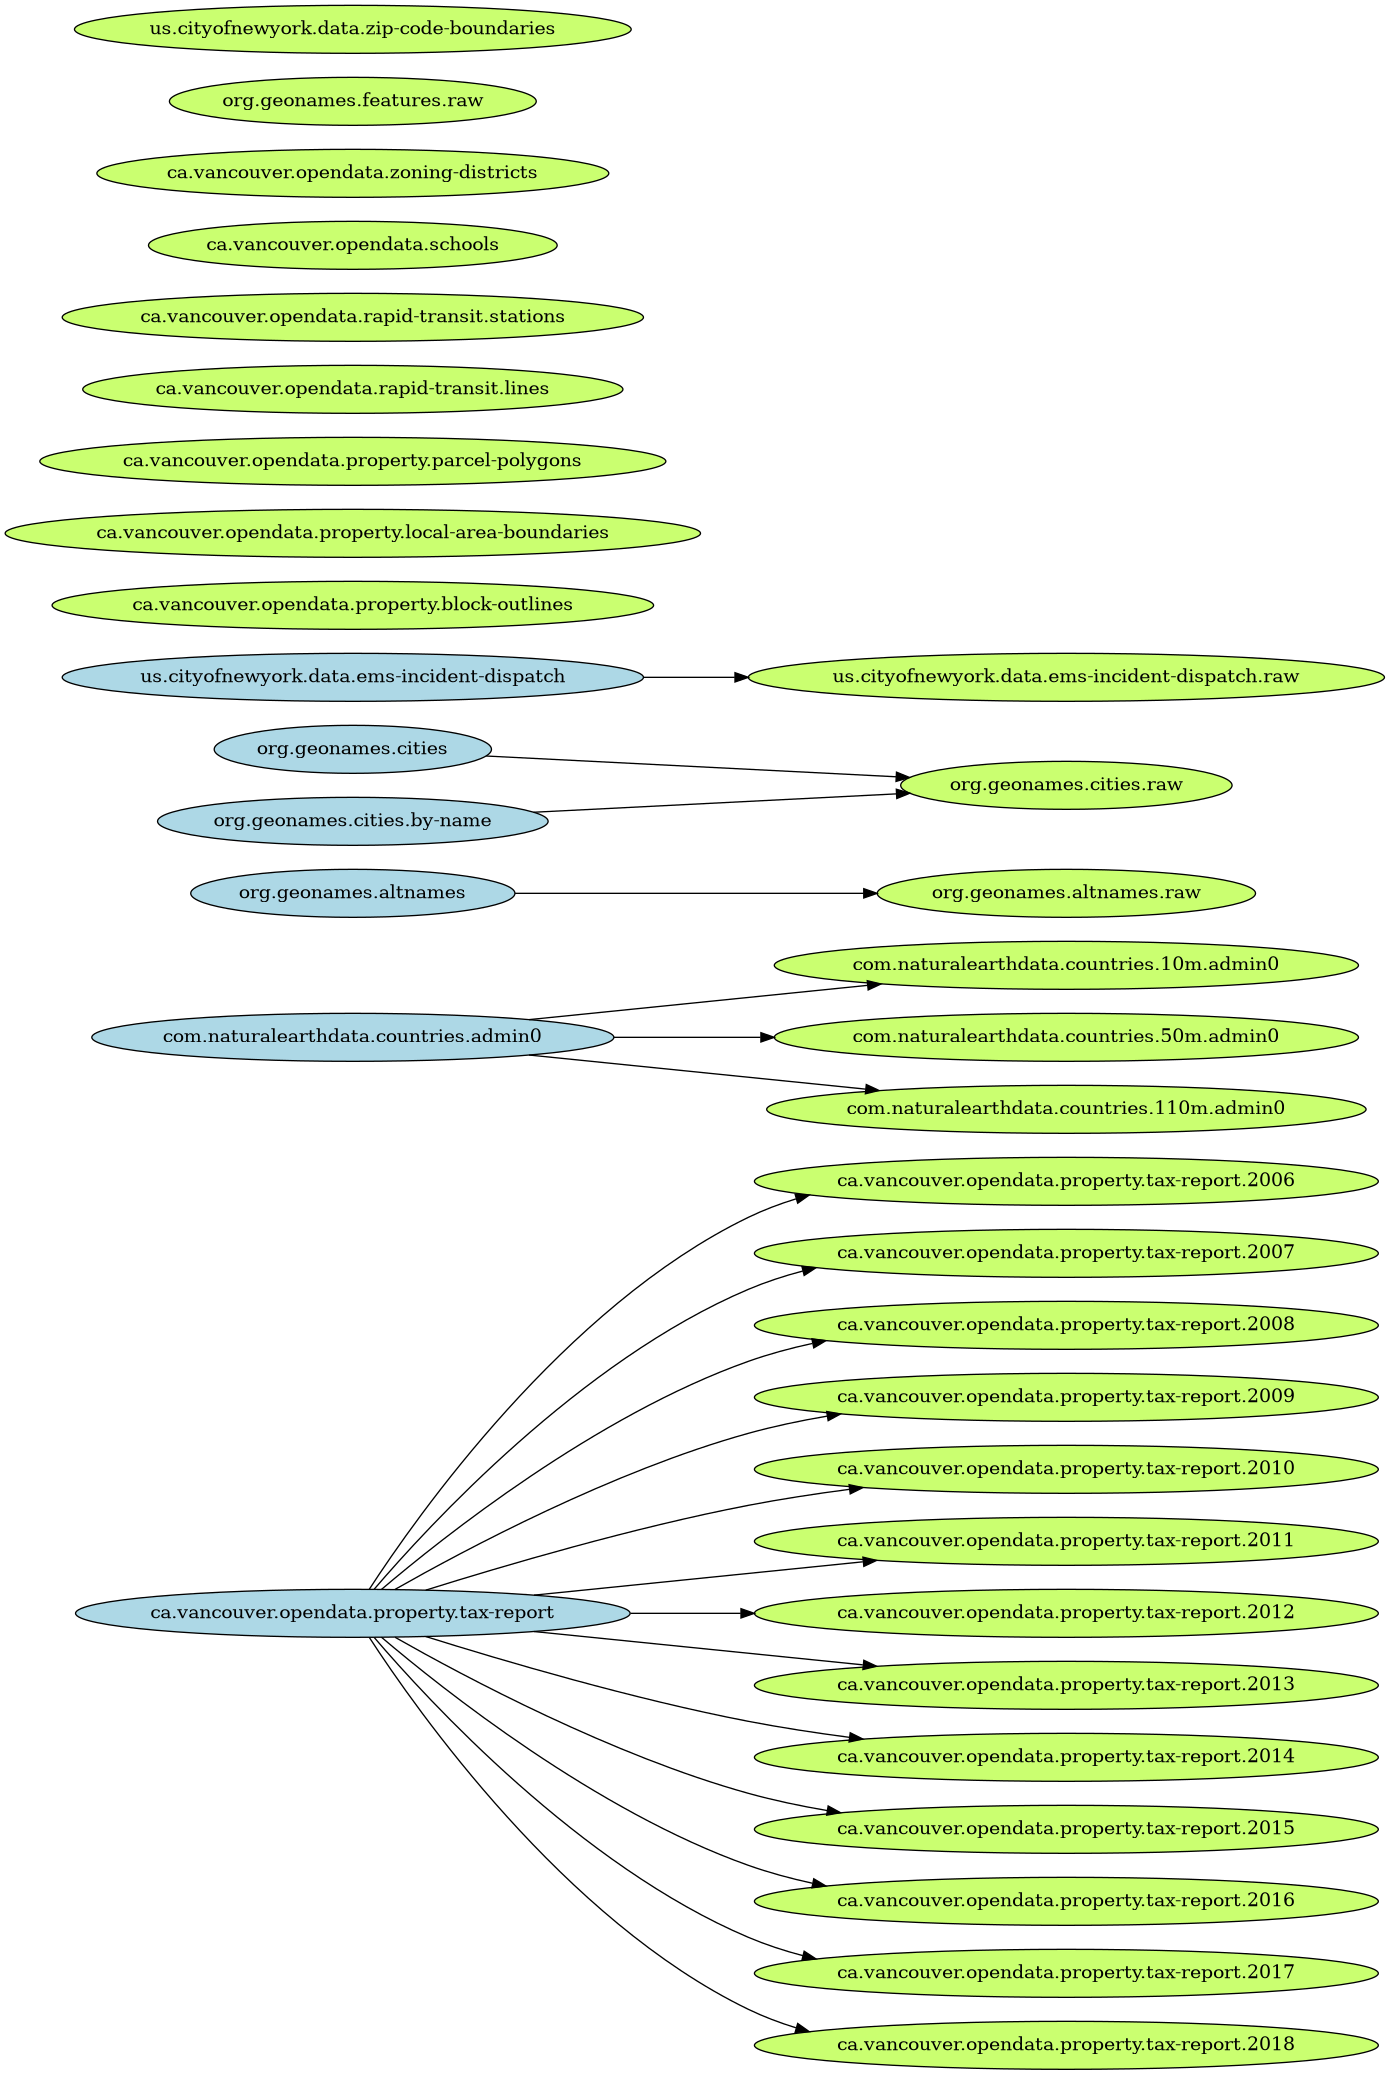 us.cityofnewyork.data.zip-code-boundaries
org.geonames.features.raw
ca.vancouver.opendata.zoning-districts
ca.vancouver.opendata.schools
ca.vancouver.opendata.rapid-transit.stations
ca.vancouver.opendata.rapid-transit.lines
ca.vancouver.opendata.property.parcel-polygons
ca.vancouver.opendata.property.local-area-boundaries
ca.vancouver.opendata.property.block-outlines
us.cityofnewyork.data.ems-incident-dispatch
us.cityofnewyork.data.ems-incident-dispatch.raw
org.geonames.cities
org.geonames.cities.raw
org.geonames.cities.by-name
org.geonames.altnames
org.geonames.altnames.raw
com.naturalearthdata.countries.10m.admin0
com.naturalearthdata.countries.admin0
com.naturalearthdata.countries.50m.admin0
com.naturalearthdata.countries.110m.admin0
ca.vancouver.opendata.property.tax-report.2006
ca.vancouver.opendata.property.tax-report.2007
ca.vancouver.opendata.property.tax-report.2008
ca.vancouver.opendata.property.tax-report.2009
ca.vancouver.opendata.property.tax-report.2010
ca.vancouver.opendata.property.tax-report.2011
ca.vancouver.opendata.property.tax-report
ca.vancouver.opendata.property.tax-report.2012
ca.vancouver.opendata.property.tax-report.2013
ca.vancouver.opendata.property.tax-report.2014
ca.vancouver.opendata.property.tax-report.2015
ca.vancouver.opendata.property.tax-report.2016
ca.vancouver.opendata.property.tax-report.2017
ca.vancouver.opendata.property.tax-report.2018